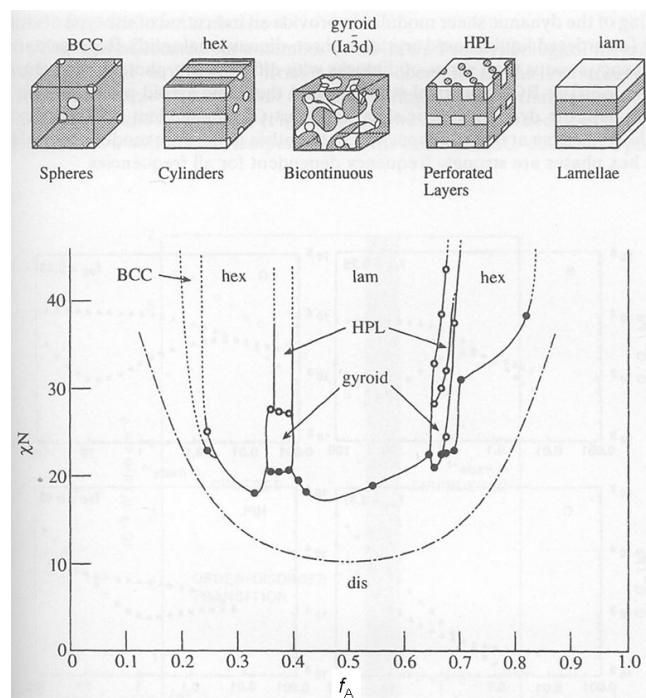 BCC
hex
gyroid
(Ia3̄d)
HPL
lam
Spheres
Cylinders
Bicontinuous
Perforated
Layers
Lamellae
BCC
hex
lam
hex
HPL
gyroid
dis
40
30
20
10
0
χN
0 0.1 0.2 0.3 0.4 0.5 0.6 0.7 0.8 0.9 1.0
fA